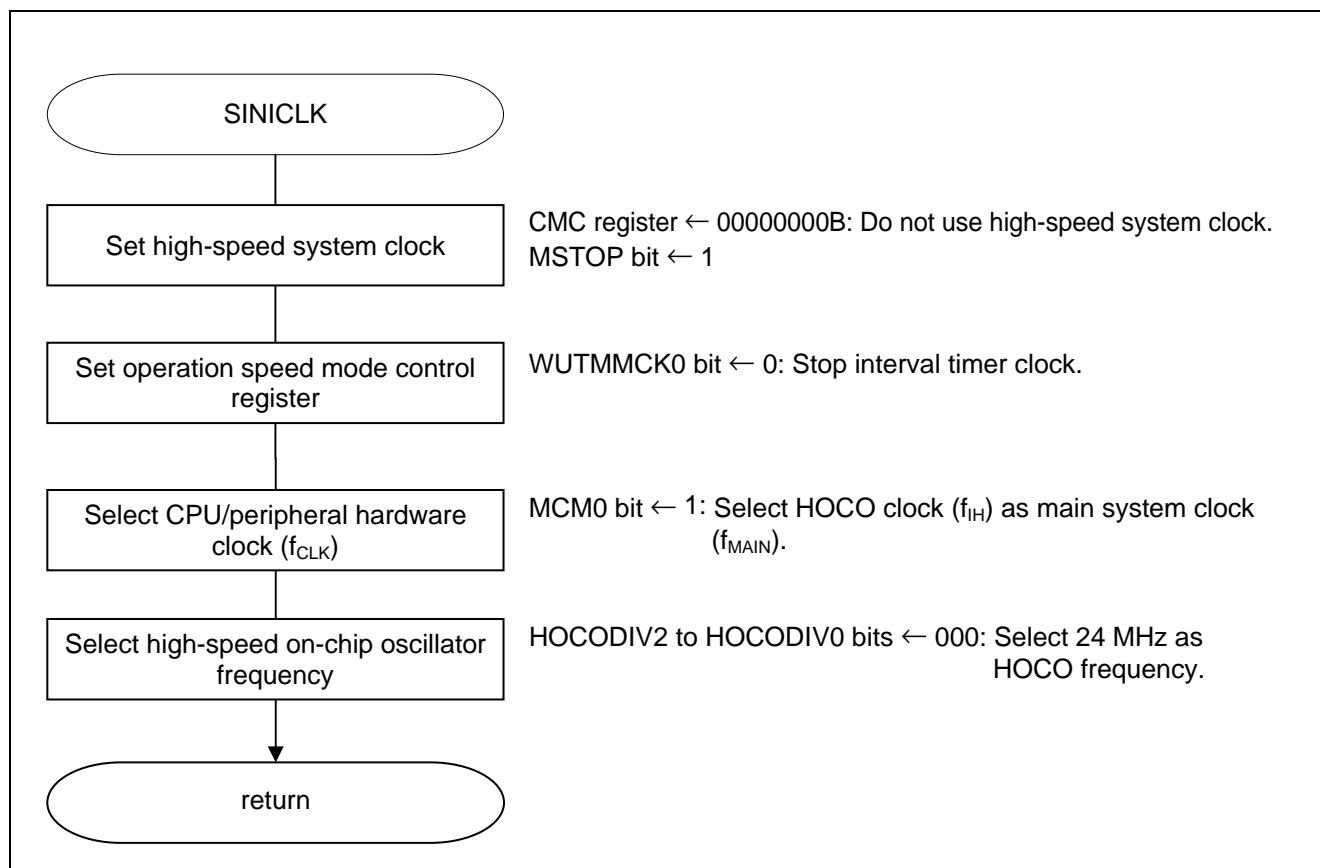 SINICLK
Set high-speed system clock
CMC register ← 00000000B: Do not use high-speed system clock.
MSTOP bit ← 1
Set operation speed mode control
register
WUTMMCK0 bit ← 0: Stop interval timer clock.
Select CPU/peripheral hardware
clock (fCLK)
MCM0 bit ← 1: Select HOCO clock (fIH) as main system clock
(fMAIN).
Select high-speed on-chip oscillator
frequency
HOCODIV2 to HOCODIV0 bits ← 000: Select 24 MHz as
HOCO frequency.
return